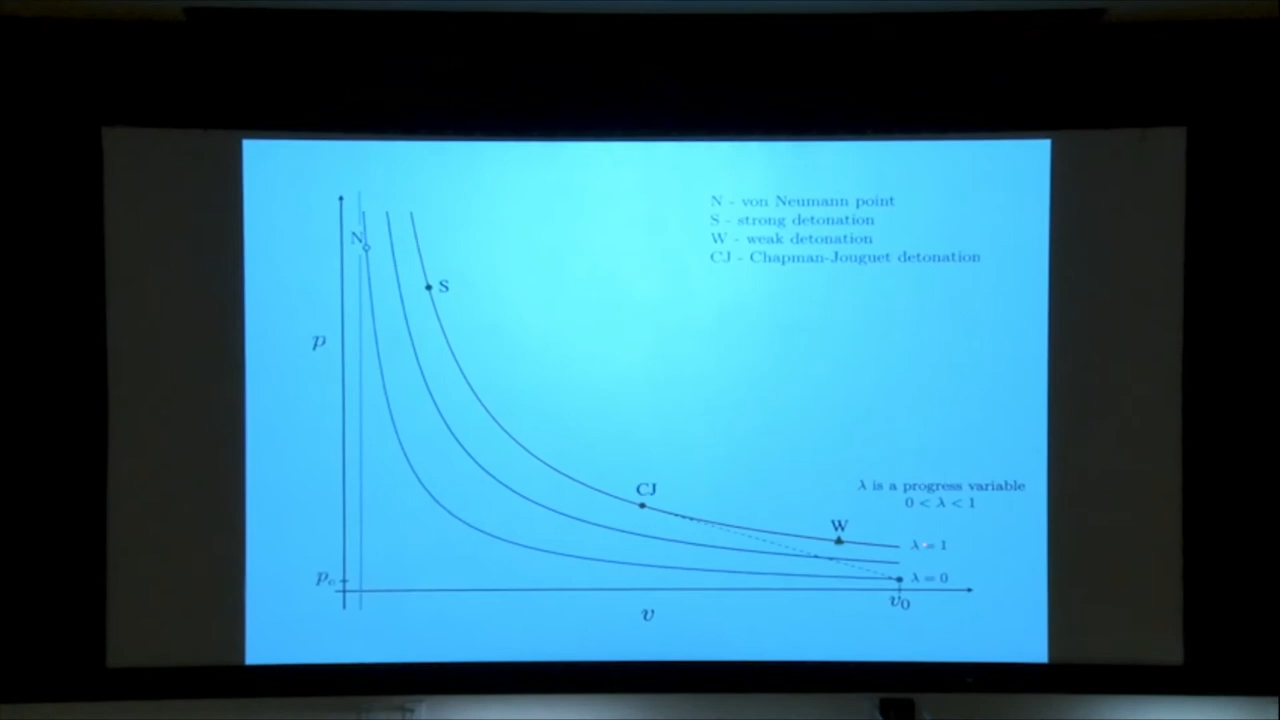 N - von Neumann point
S - strong detonation
W - weak detonation
CJ - Chapman-Jouguet detonation
N
S
p
CJ
λ is a progress variable
0 < λ < 1
W
λ = 1
p₀
λ = 0
v₀
v